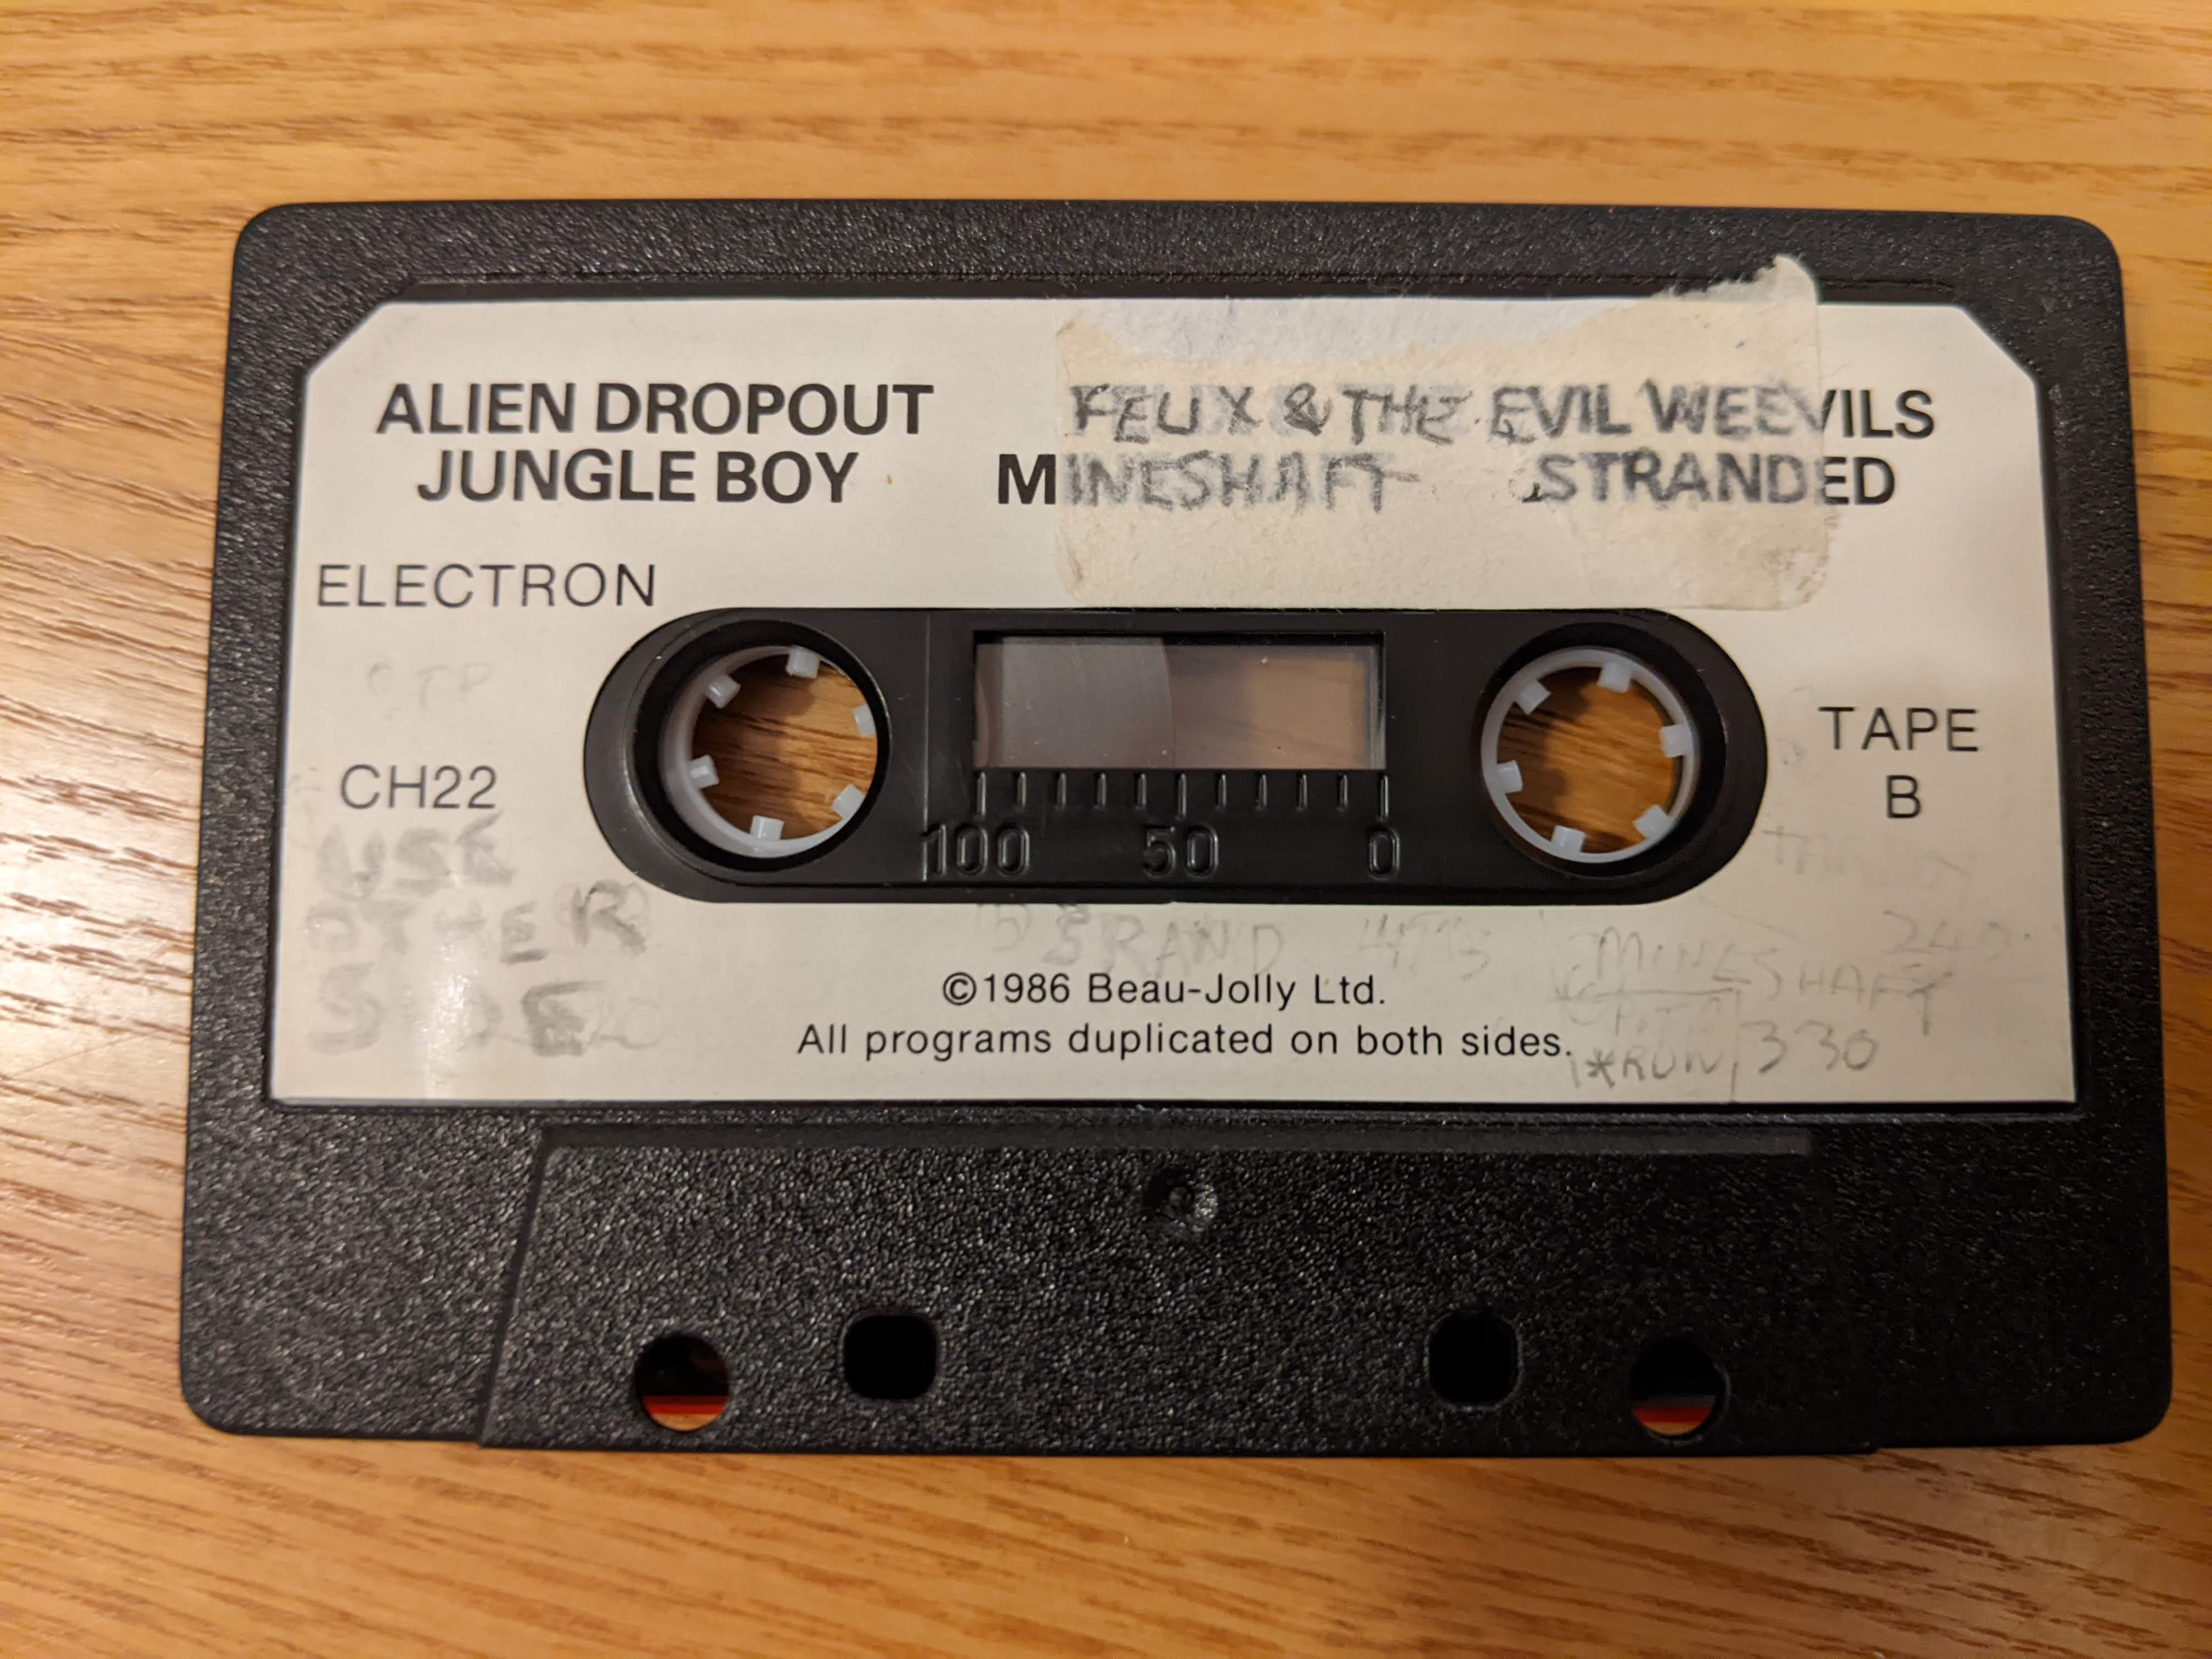 ALIEN DROPOUT FELIX & THE EVIL WEEVILS
JUNGLE BOY MINESHAFT STRANDED
ELECTRON
CH22
TAPE
B
USE
OTHER
SIDE
100 50 0
MINESHAFT
*RUN 330
©1986 Beau-Jolly Ltd.
All programs duplicated on both sides.